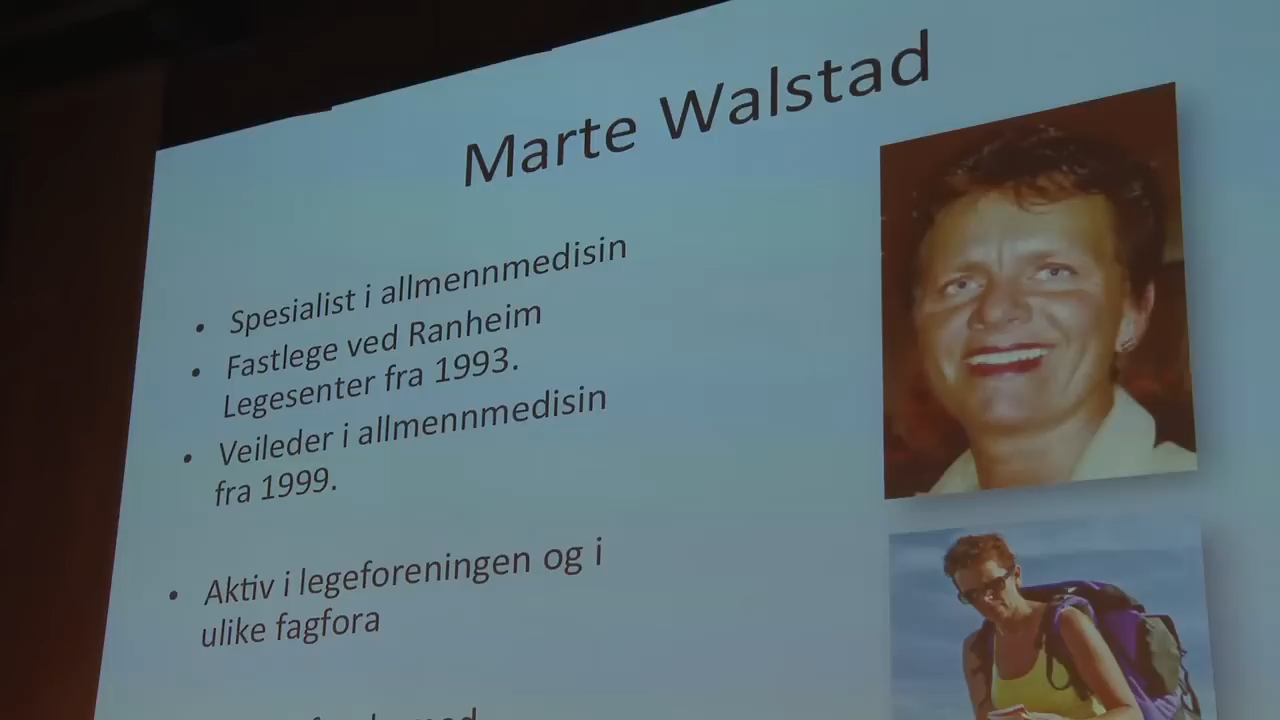 Marte Walstad
• Spesialist i allmennmedisin
• Fastlege ved Ranheim
Legesenter fra 1993.
• Veileder i allmennmedisin
fra 1999.
• Aktiv i legeforeningen og i
ulike fagfora